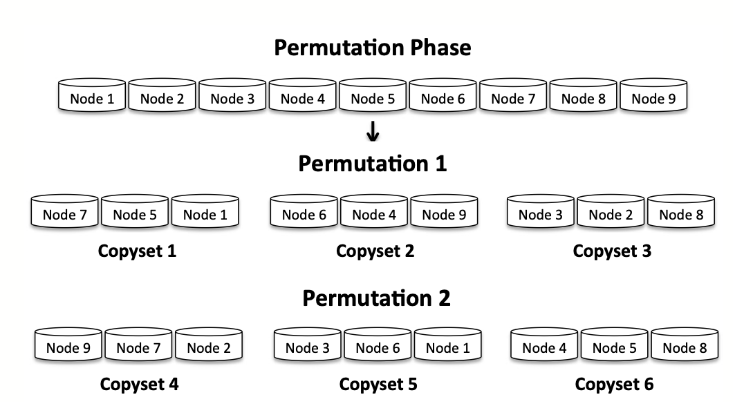 Permutation Phase
Node 1 Node 2 Node 3 Node 4 Node 5 Node 6 Node 7 Node 8 Node 9
Permutation 1
Node 7 Node 5 Node 1 Node 6 Node 4 Node 9 Node 3 Node 2 Node 8
Copyset 1 Copyset 2 Copyset 3
Permutation 2
Node 9 Node 7 Node 2 Node 3 Node 6 Node 1 Node 4 Node 5 Node 8
Copyset 4 Copyset 5 Copyset 6